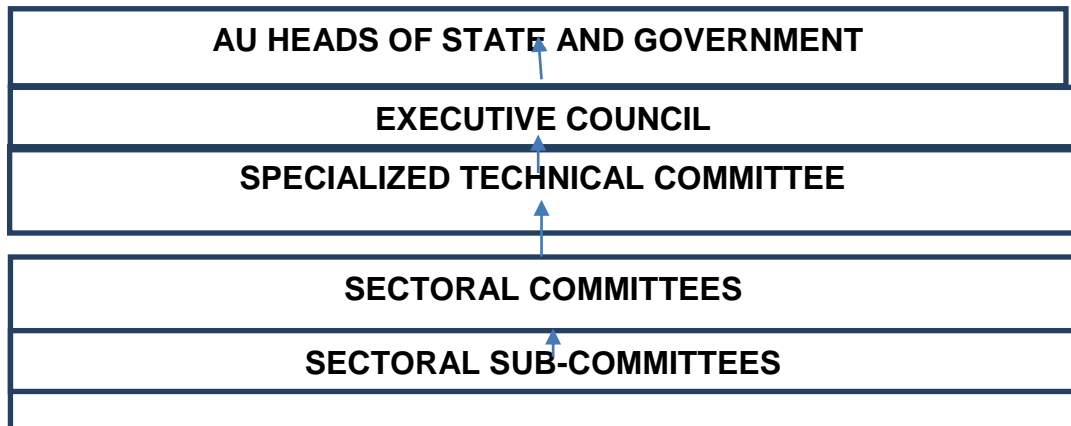 AU HEADS OF STATE AND GOVERNMENT
EXECUTIVE COUNCIL
SPECIALIZED TECHNICAL COMMITTEE
SECTORAL COMMITTEES
SECTORAL SUB-COMMITTEES